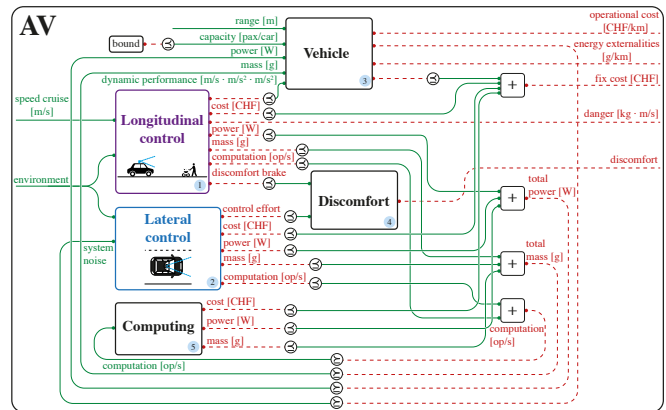 AV
range [m]
capacity [pax/car]
bound
power [W]
mass [g]
dynamic performance [m/s · m/s² · m/s²]
Vehicle
3
operational cost
[CHF/km]
energy externalities
[g/km]
fix cost [CHF]
danger [kg · m/s]
discomfort
speed cruise
[m/s]
environment
system
noise
Longitudinal
control
1
cost [CHF]
power [W]
mass [g]
computation [op/s]
discomfort brake
Discomfort
4
Lateral
control
2
control effort
cost [CHF]
power [W]
mass [g]
computation [op/s]
Computing
5
cost [CHF]
power [W]
mass [g]
computation [op/s]
+
+
total
power [W]
+
total
mass [g]
+
computation
[op/s]